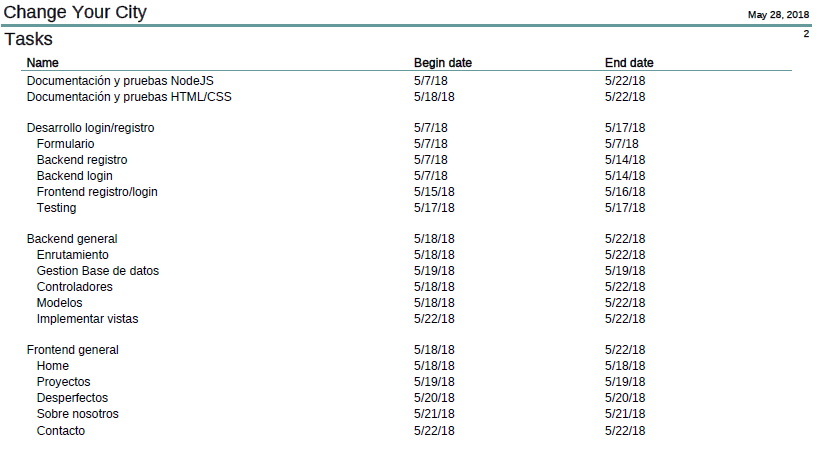 Change Your City
May 28, 2018
Tasks
2
Name Begin date End date
Documentación y pruebas NodeJS 5/7/18 5/22/18
Documentación y pruebas HTML/CSS 5/18/18 5/22/18
Desarrollo login/registro 5/7/18 5/17/18
Formulario 5/7/18 5/7/18
Backend registro 5/7/18 5/14/18
Backend login 5/7/18 5/14/18
Frontend registro/login 5/15/18 5/16/18
Testing 5/17/18 5/17/18
Backend general 5/18/18 5/22/18
Enrutamiento 5/18/18 5/22/18
Gestion Base de datos 5/19/18 5/19/18
Controladores 5/18/18 5/22/18
Modelos 5/18/18 5/22/18
Implementar vistas 5/22/18 5/22/18
Frontend general 5/18/18 5/22/18
Home 5/18/18 5/18/18
Proyectos 5/19/18 5/19/18
Desperfectos 5/20/18 5/20/18
Sobre nosotros 5/21/18 5/21/18
Contacto 5/22/18 5/22/18